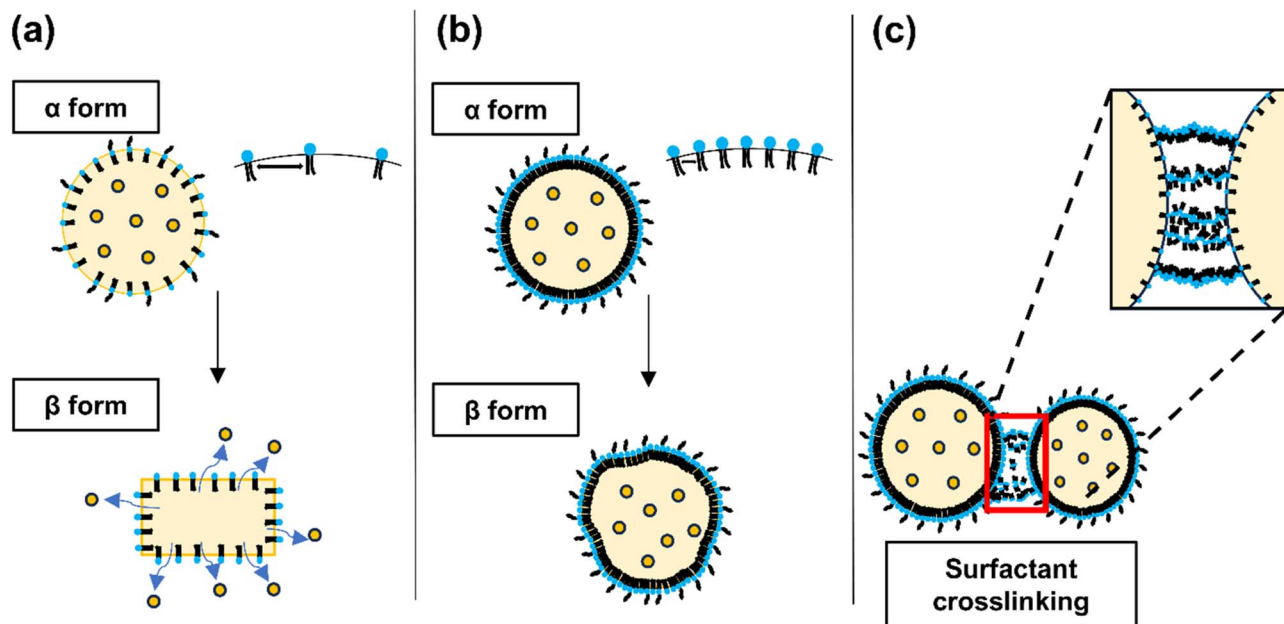 (a)
α form
β form
(b)
α form
β form
(c)
Surfactant
crosslinking